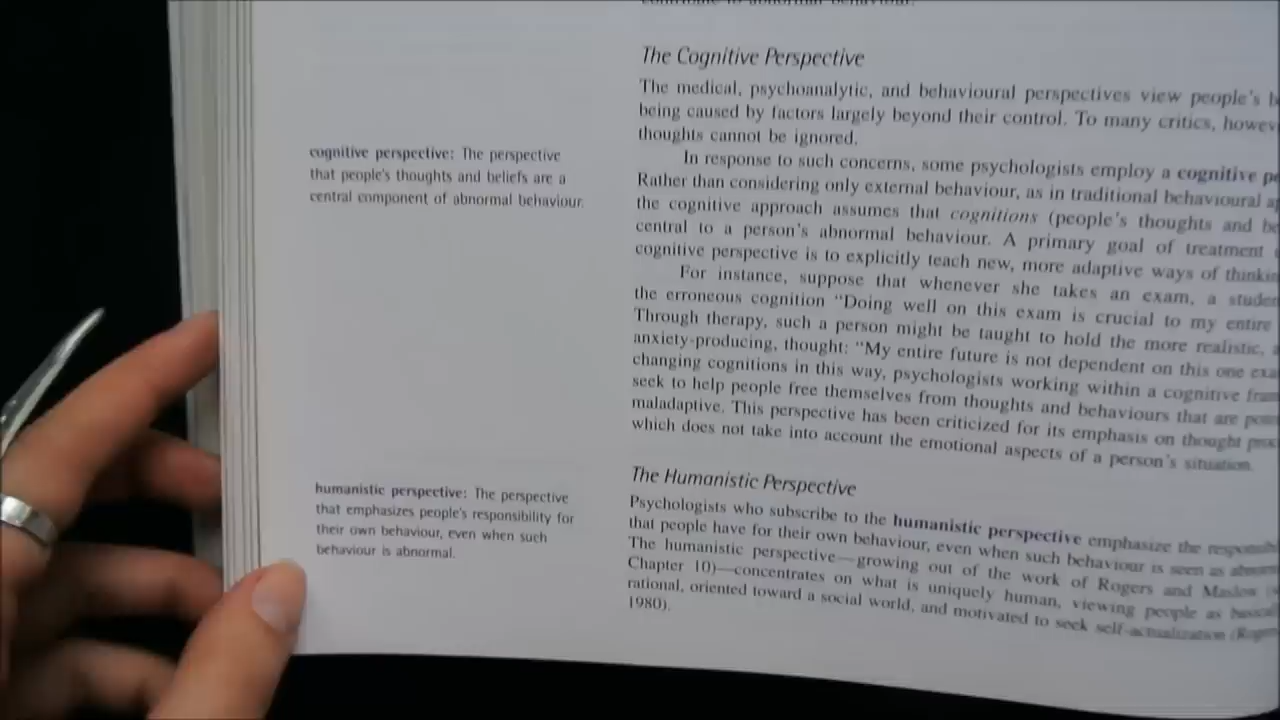 The Cognitive Perspective
The medical, psychoanalytic, and behavioural perspectives view people's
being caused by factors largely beyond their control. To many critics,
thoughts cannot be ignored.
In response to such concerns, some psychologists employ a cognitive
Rather than considering only external behaviour, as in traditional behavioural
the cognitive approach assumes that cognitions (people's thoughts and
central to a person's abnormal behaviour. A primary goal of treatment
cognitive perspective is to explicitly teach new, more adaptive ways of
For instance, suppose that whenever she takes an exam, a
the erroneous cognition "Doing well on this exam is crucial to my entire
Through therapy, such a person might be taught to hold the more realistic,
anxiety-producing, thought: "My entire future is not dependent on this one
changing cognitions in this way, psychologists working within a cognitive
seek to help people free themselves from thoughts and behaviours that are
maladaptive. This perspective has been criticized for its emphasis on thought
which does not take into account the emotional aspects of a person's situation.
cognitive perspective: The perspective
that people's thoughts and beliefs are a
central component of abnormal behaviour.
The Humanistic Perspective
Psychologists who subscribe to the humanistic perspective emphasize the
that people have for their own behaviour, even when such behaviour is seen as
The humanistic perspective—growing out of the work of Rogers and Maslow
Chapter 10)—concentrates on what is uniquely human, viewing people as
rational, oriented toward a social world, and motivated to seek self-actualization
1980).
humanistic perspective: The perspective
that emphasizes people's responsibility for
their own behaviour, even when such
behaviour is abnormal.